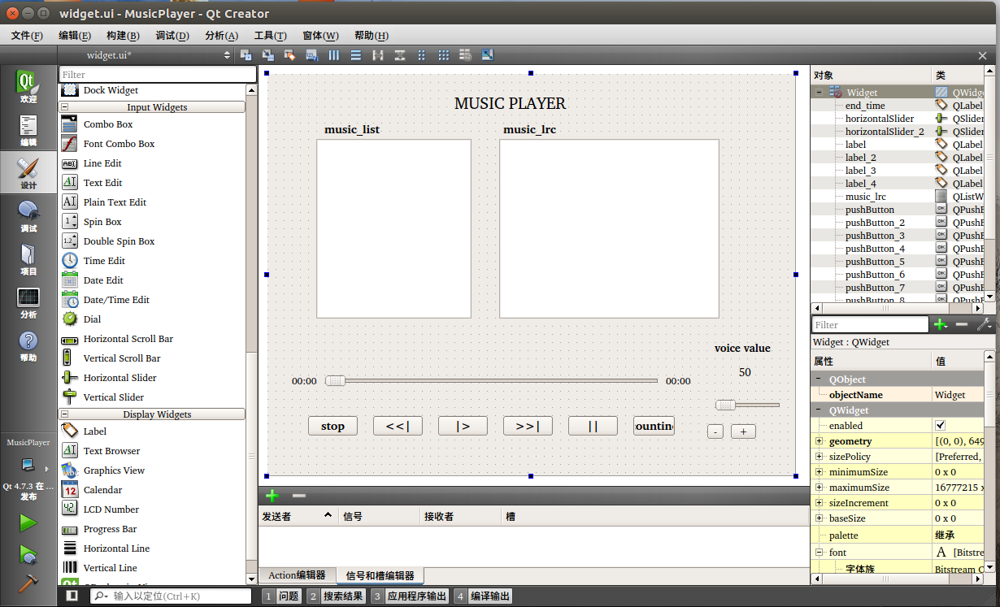 widget.ui - MusicPlayer - Qt Creator
文件(F) 编辑(E) 构建(B) 调试(D) 分析(A) 工具(T) 窗体(W) 帮助(H)
widget.ui*
Qt
欢迎
编辑
设计
调试
项目
分析
帮助
MusicPlayer
Qt 4.7.3 在 ...
发布
Filter
Dock Widget
Input Widgets
Combo Box
Font Combo Box
Line Edit
Text Edit
Plain Text Edit
Spin Box
Double Spin Box
Time Edit
Date Edit
Date/Time Edit
Dial
Horizontal Scroll Bar
Vertical Scroll Bar
Horizontal Slider
Vertical Slider
Display Widgets
Label
Text Browser
Graphics View
Calendar
LCD Number
Progress Bar
Horizontal Line
Vertical Line
MUSIC PLAYER
music_list music_lrc
voice value
50
00:00 00:00
stop <<| |> >>| || ountin
- +
发送者 信号 接收者 槽
Action编辑器 信号和槽编辑器
对象 类
Widget QWidg
end_time QLabel
horizontalSlider QSlider
horizontalSlider_2 QSlider
label QLabel
label_2 QLabel
label_3 QLabel
label_4 QLabel
music_lrc QListW
pushButton QPushB
pushButton_2 QPushB
pushButton_3 QPushB
pushButton_4 QPushB
pushButton_5 QPushB
pushButton_6 QPushB
pushButton_7 QPushB
pushButton_8 QPushB
Filter
Widget : QWidget
属性 值
QObject
objectName Widget
QWidget
enabled
geometry [(0, 0), 649
sizePolicy [Preferred,
minimumSize 0 x 0
maximumSize 16777215 x
sizeIncrement 0 x 0
baseSize 0 x 0
palette 继承
font A [Bitstre
字体族 Bitstream C
输入以定位(Ctrl+K) 1 问题 2 搜索结果 3 应用程序输出 4 编译输出